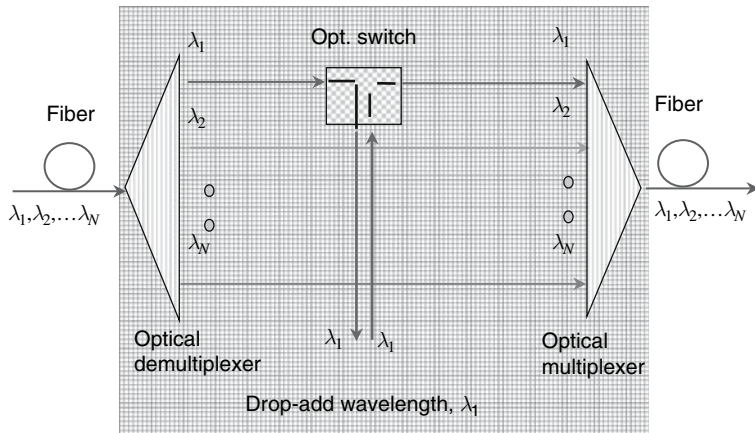 λ1
Opt. switch
λ1
Fiber
λ2
λ2
Fiber
λ1,λ2,…λN
λ1,λ2,…λN
λN
λN
Optical
demultiplexer
λ1
λ1
Optical
multiplexer
Drop-add wavelength, λ1